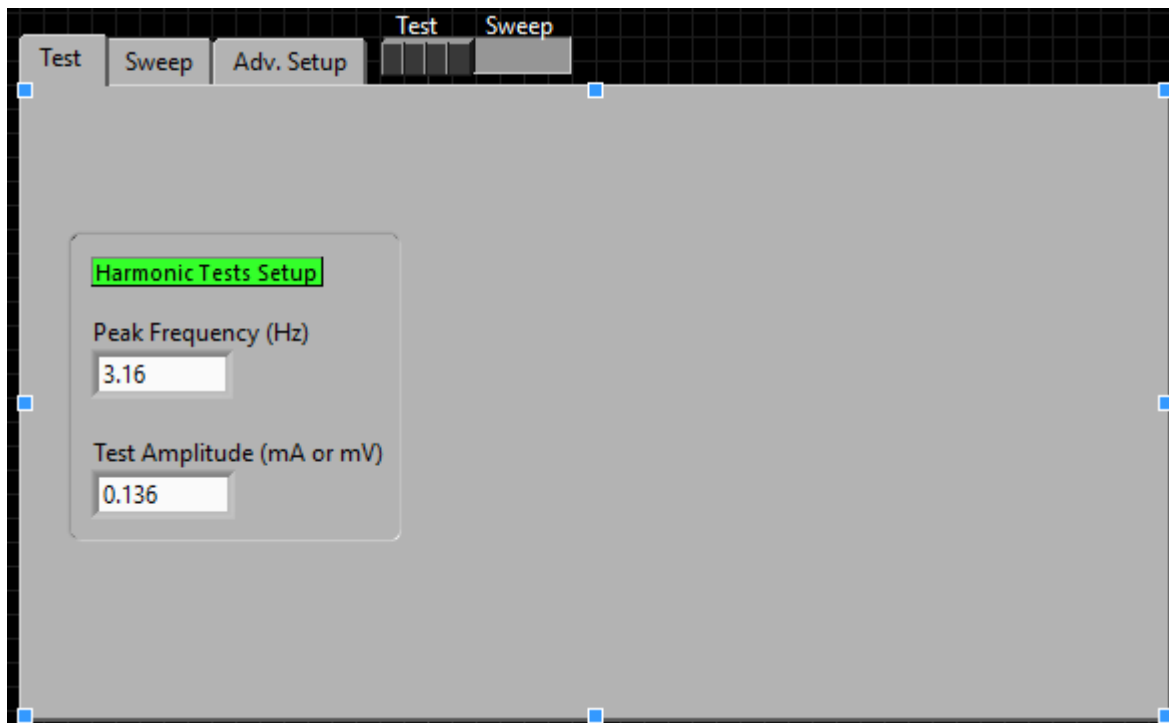 Test Sweep
Test Sweep Adv. Setup
Harmonic Tests Setup
Peak Frequency (Hz)
3.16
Test Amplitude (mA or mV)
0.136